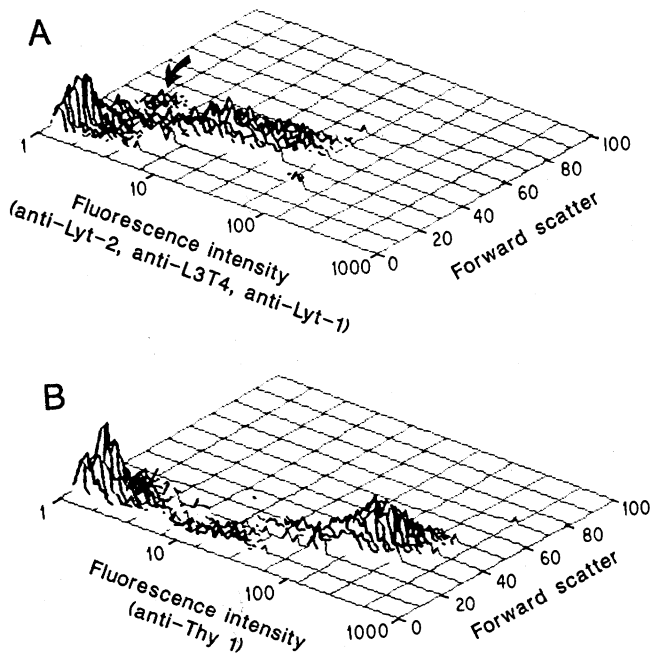 A
1
10
100
1000
0
20
40
60
80
100
Fluorescence intensity
(anti-Lyt-2, anti-L3T4, anti-Lyt-1)
Forward scatter
B
1
10
100
1000
0
20
40
60
80
100
Fluorescence intensity
(anti-Thy 1)
Forward scatter